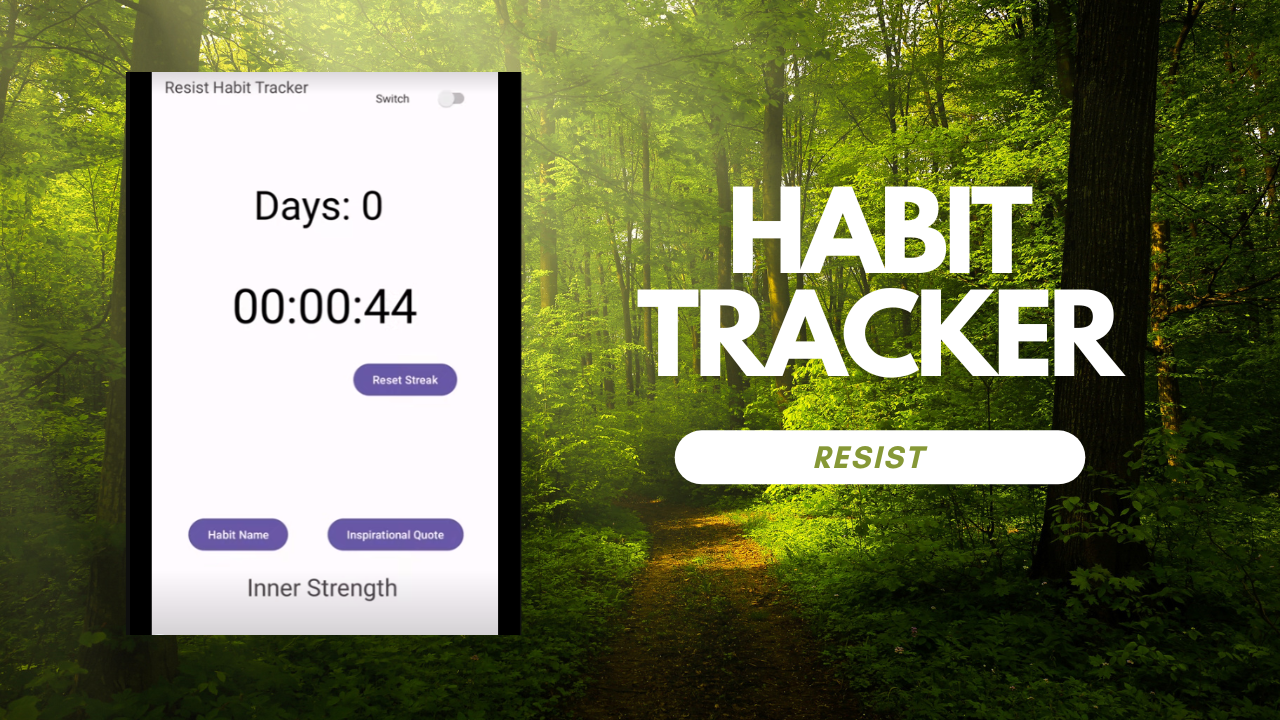 Resist Habit Tracker
Switch
Days: 0
00:00:44
Reset Streak
Habit Name
Inspirational Quote
Inner Strength
HABIT
TRACKER
RESIST